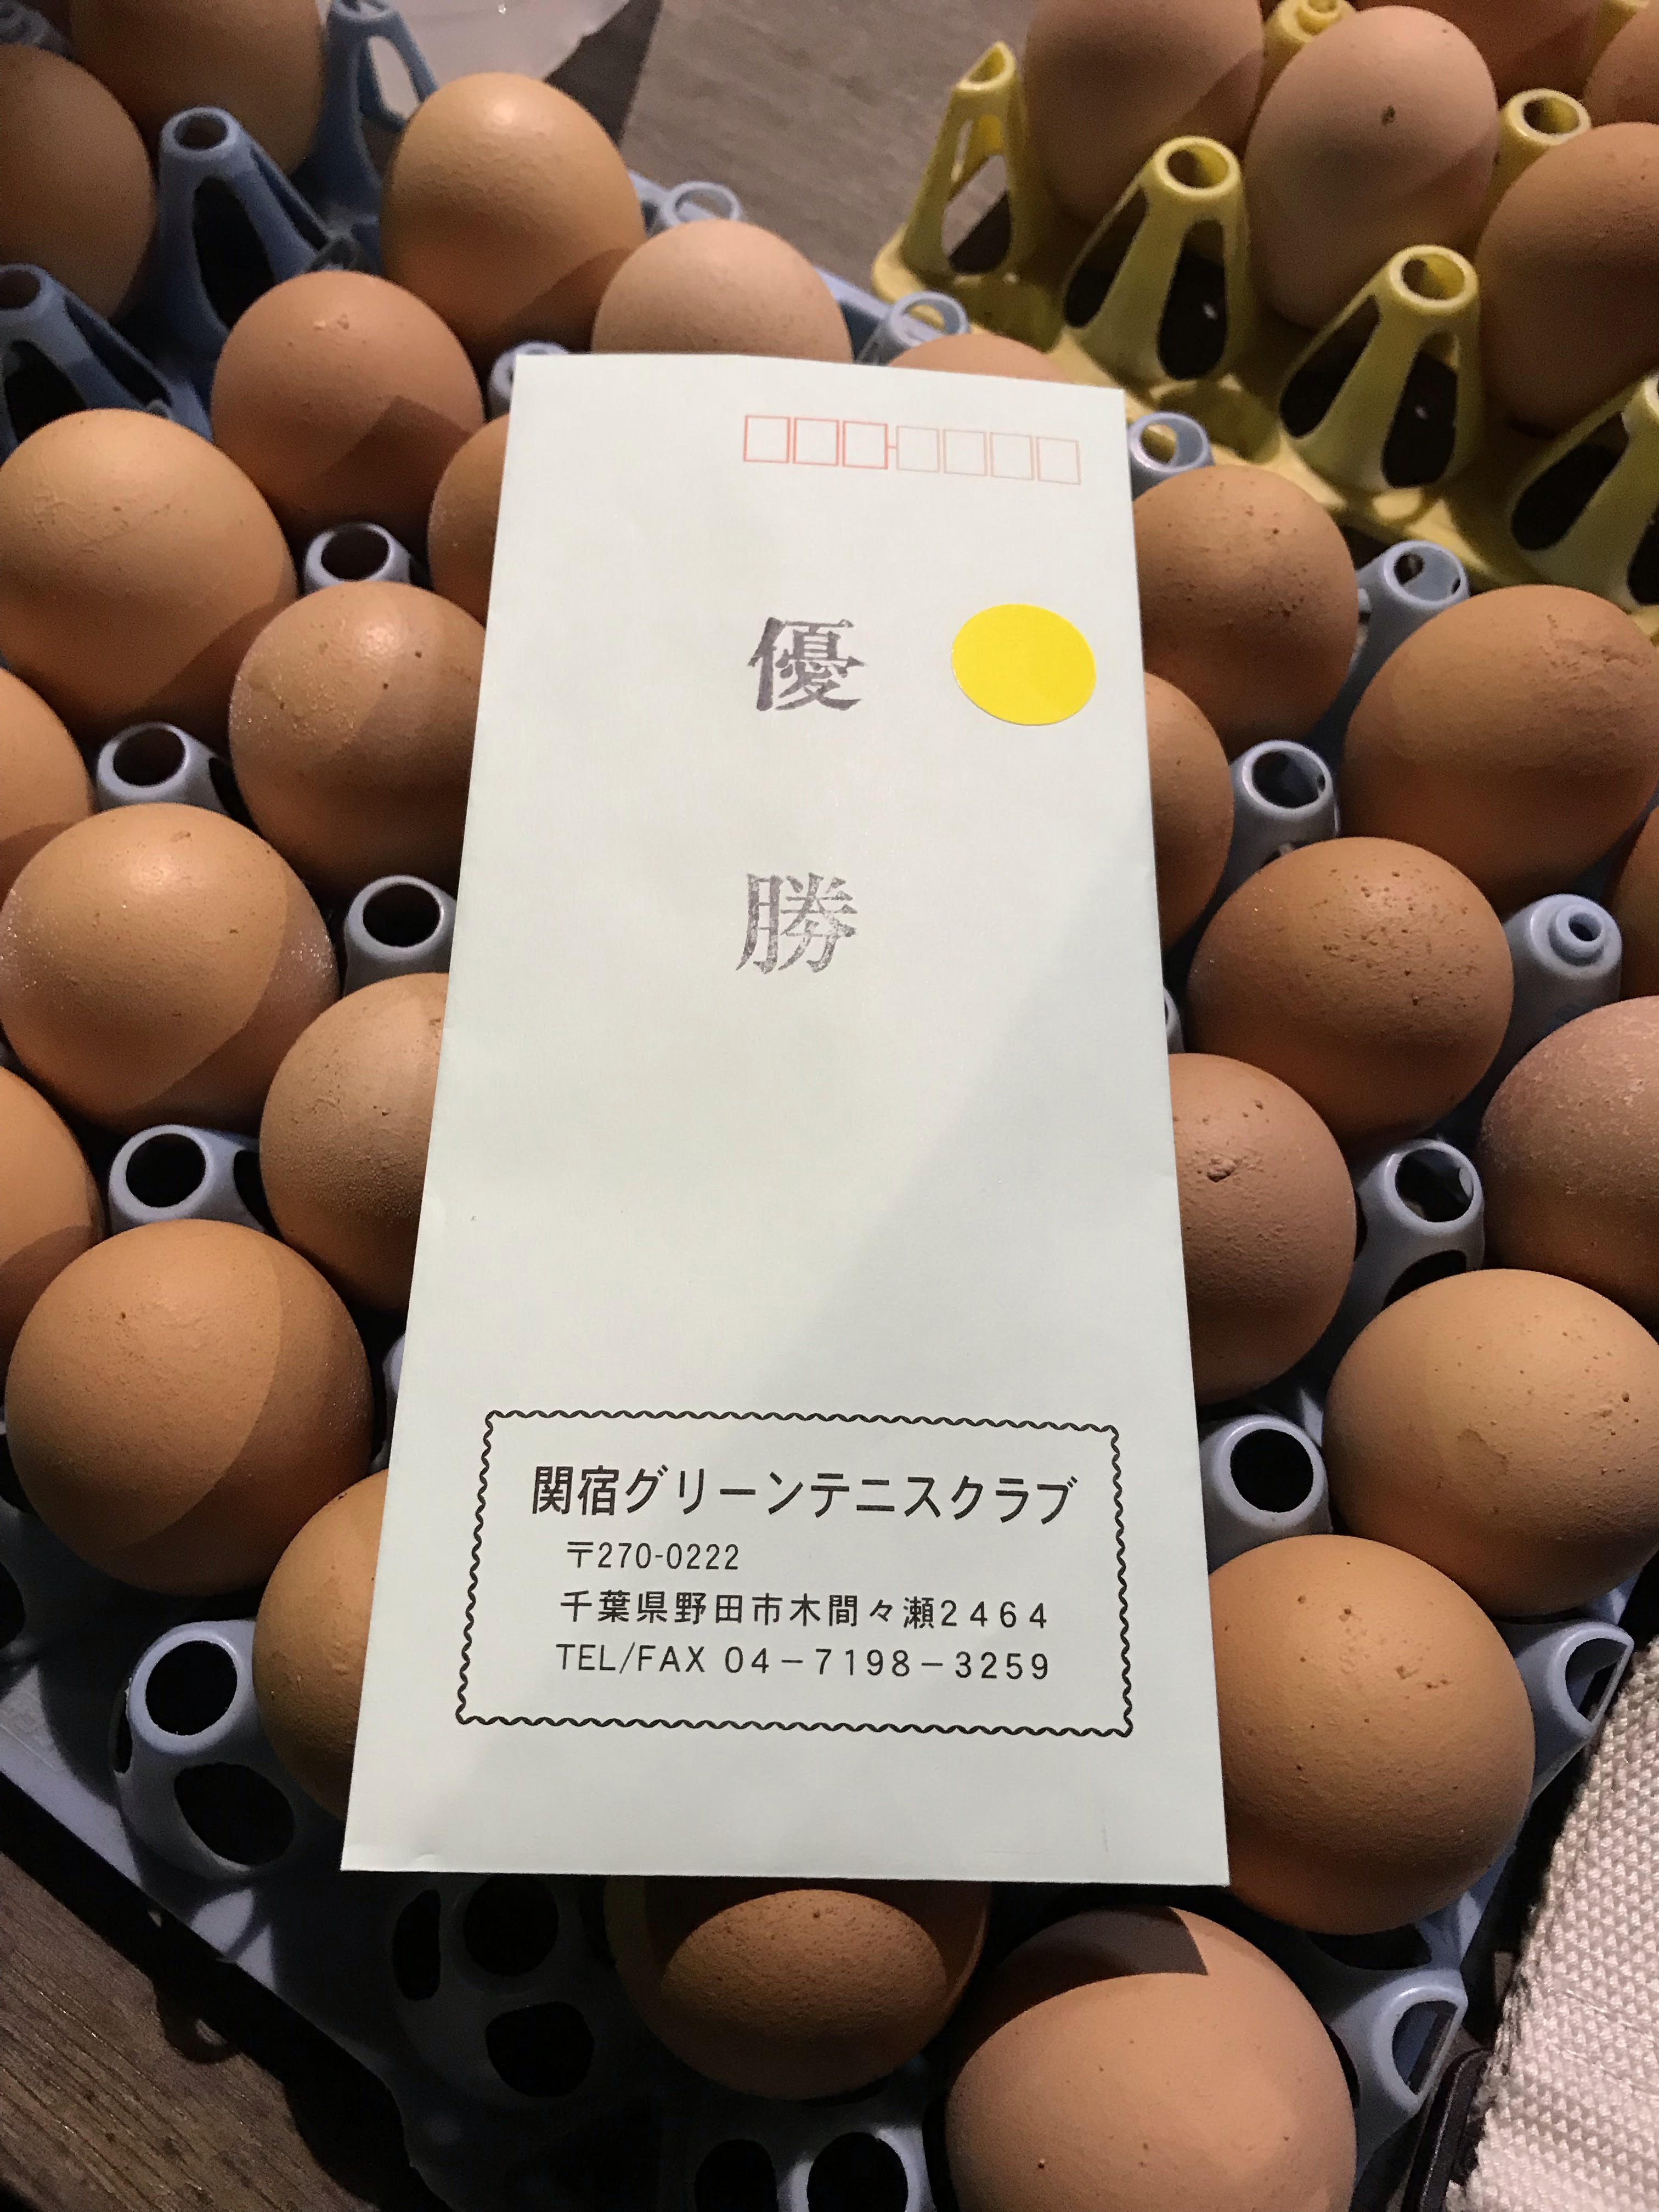 優勝
関宿グリーンテニスクラブ
〒270-0222
千葉県野田市木間々瀬2464
TEL/FAX 04-7198-3259